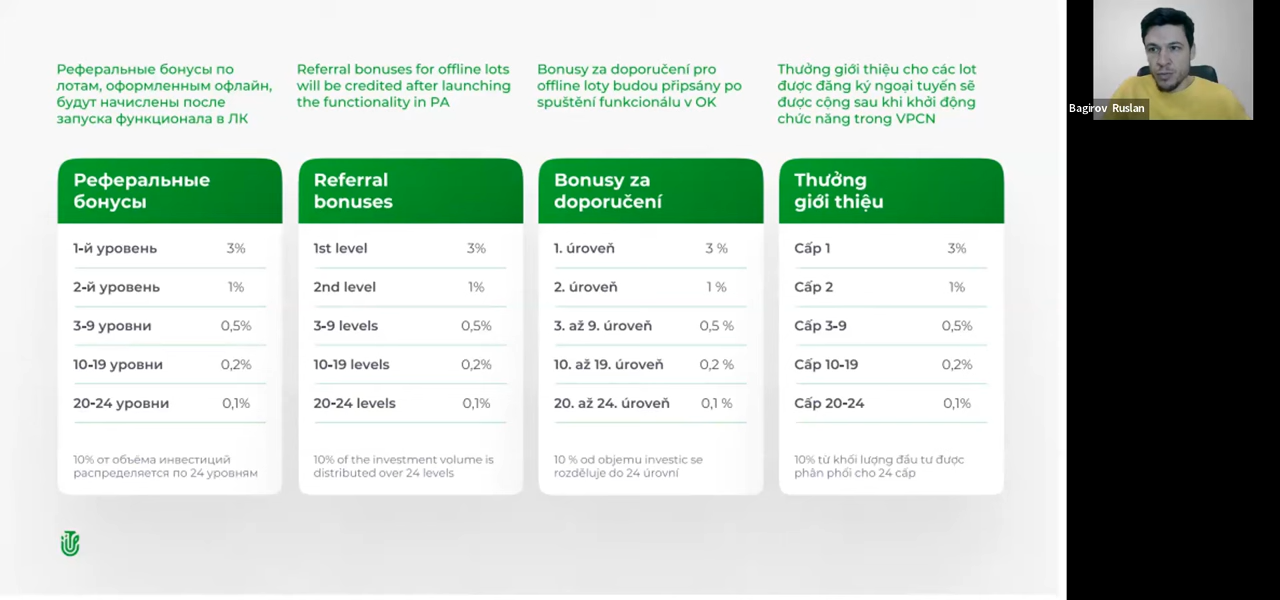 Реферальные бонусы по
лотам, оформленным офлайн,
будут начислены после
запуска функционала в ЛК
Referral bonuses for offline lots
will be credited after launching
the functionality in PA
Bonusy za doporučení pro
offline loty budou připsány po
spuštění funkcionálu v OK
Thưởng giới thiệu cho các lot
được đăng ký ngoại tuyến sẽ
được cộng sau khi khởi động
chức năng trong VPCN
Реферальные
бонусы
1-й уровень 3%
2-й уровень 1%
3-9 уровни 0,5%
10-19 уровни 0,2%
20-24 уровни 0,1%
10% от объёма инвестиций
распределяется по 24 уровням
Referral
bonuses
1st level 3%
2nd level 1%
3-9 levels 0,5%
10-19 levels 0,2%
20-24 levels 0,1%
10% of the investment volume is
distributed over 24 levels
Bonusy za
doporučení
1. úroveň 3 %
2. úroveň 1 %
3. až 9. úroveň 0,5 %
10. až 19. úroveň 0,2 %
20. až 24. úroveň 0,1 %
10 % od objemu investic se
rozděluje do 24 úrovní
Thưởng
giới thiệu
Cấp 1 3%
Cấp 2 1%
Cấp 3-9 0,5%
Cấp 10-19 0,2%
Cấp 20-24 0,1%
10% từ khối lượng đầu tư được
phân phối cho 24 cấp
Bagirov Ruslan